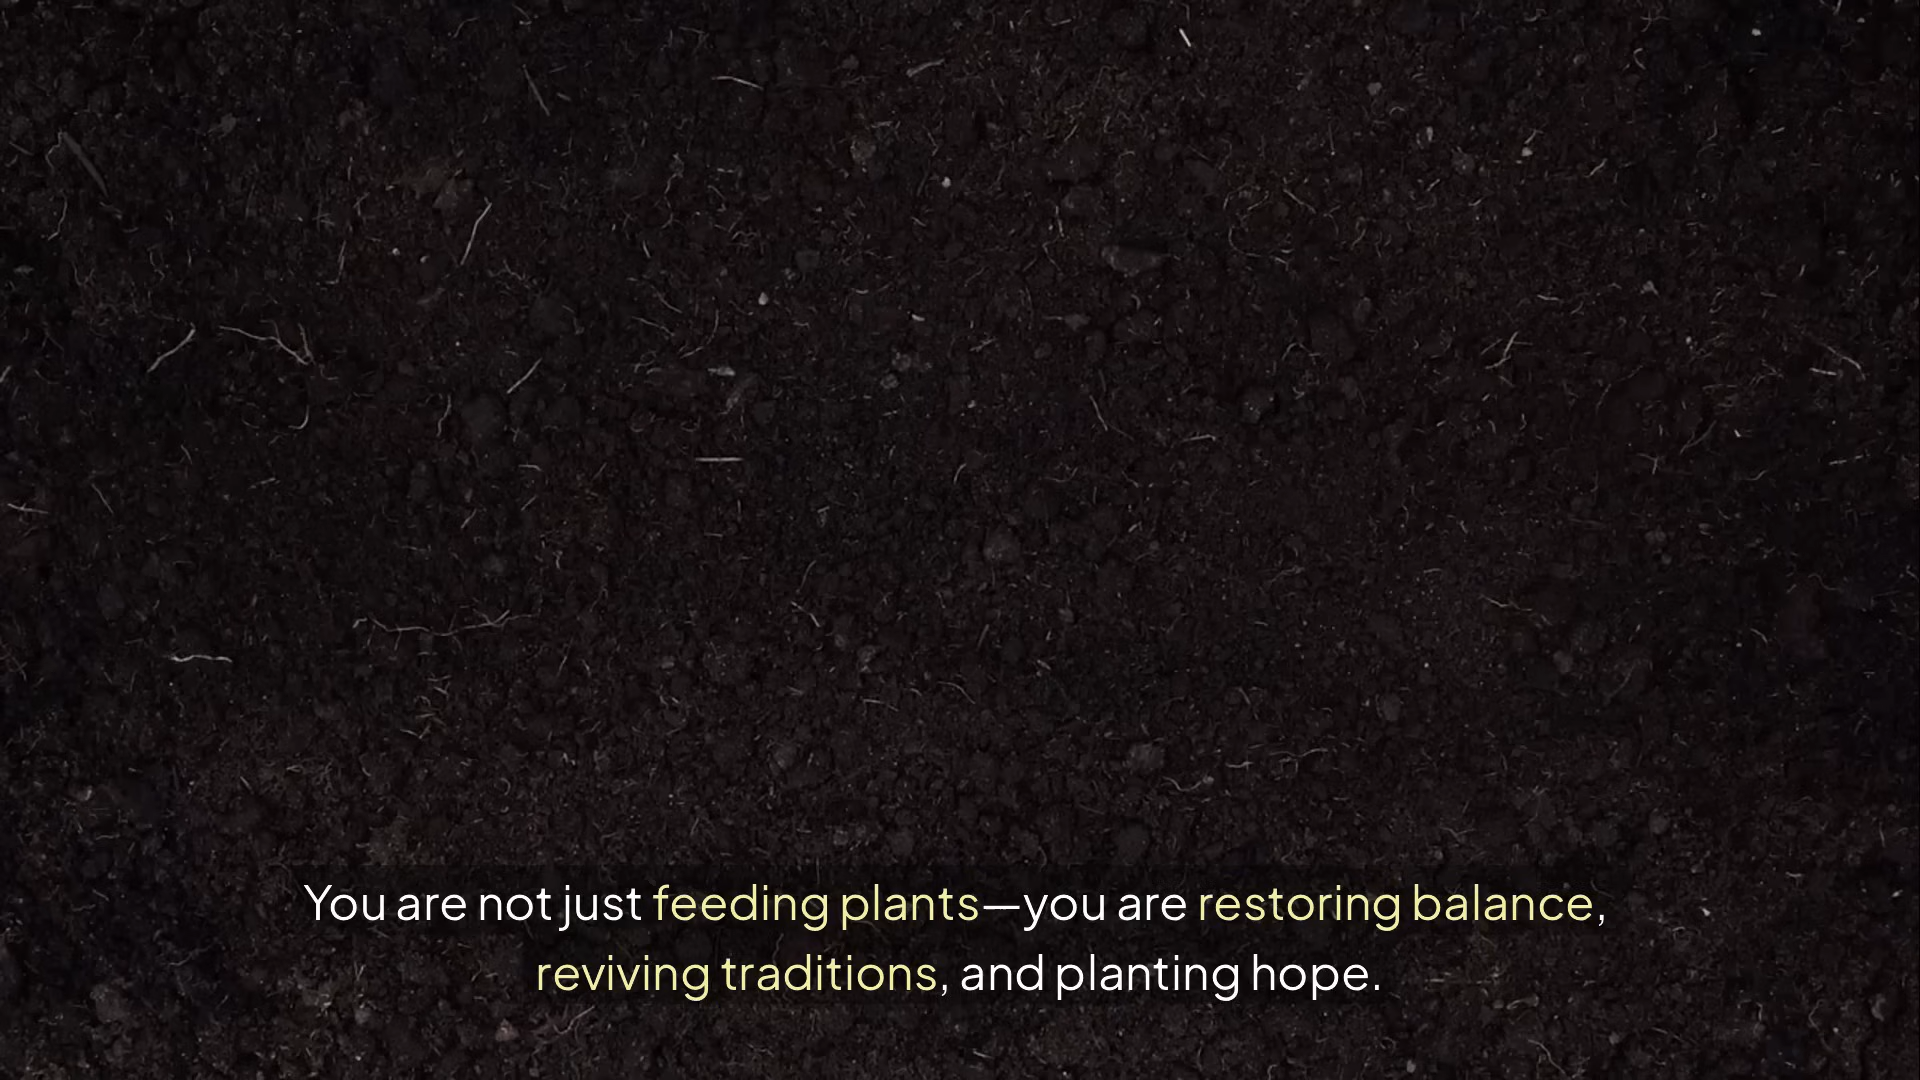 You are not just feeding plants—you are restoring balance,
reviving traditions, and planting hope.